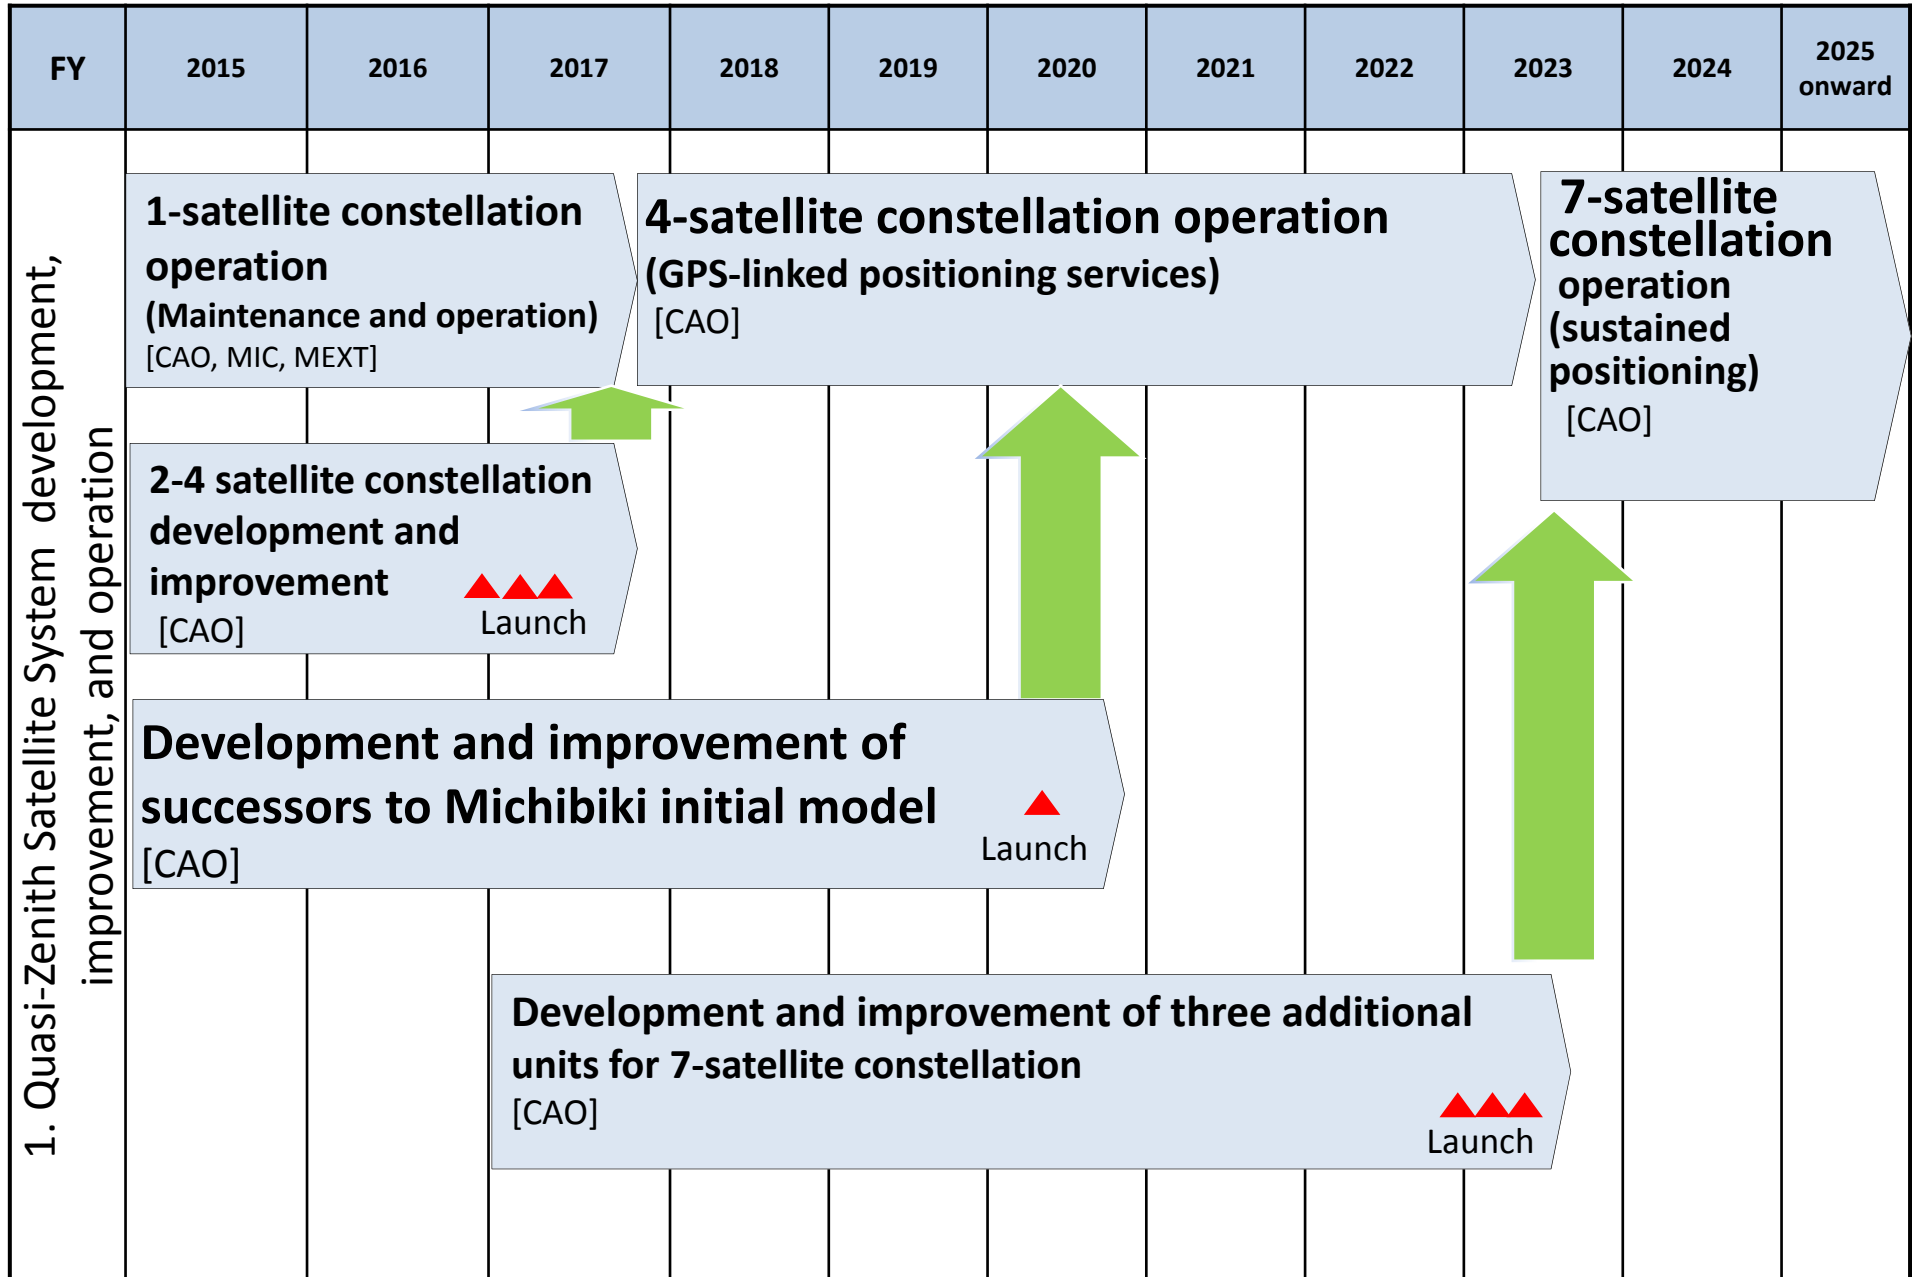 FY
2015
2016
2017
2018
2019
2020
2021
2022
2023
2024
2025
onward
1. Quasi-Zenith Satellite System development,
improvement, and operation
1-satellite constellation
operation
(Maintenance and operation)
[CAO, MIC, MEXT]
4-satellite constellation operation
(GPS-linked positioning services)
[CAO]
7-satellite
constellation
operation
(sustained
positioning)
[CAO]
2-4 satellite constellation
development and
improvement
[CAO]
Launch
Development and improvement of
successors to Michibiki initial model
[CAO]
Launch
Development and improvement of three additional
units for 7-satellite constellation
[CAO]
Launch